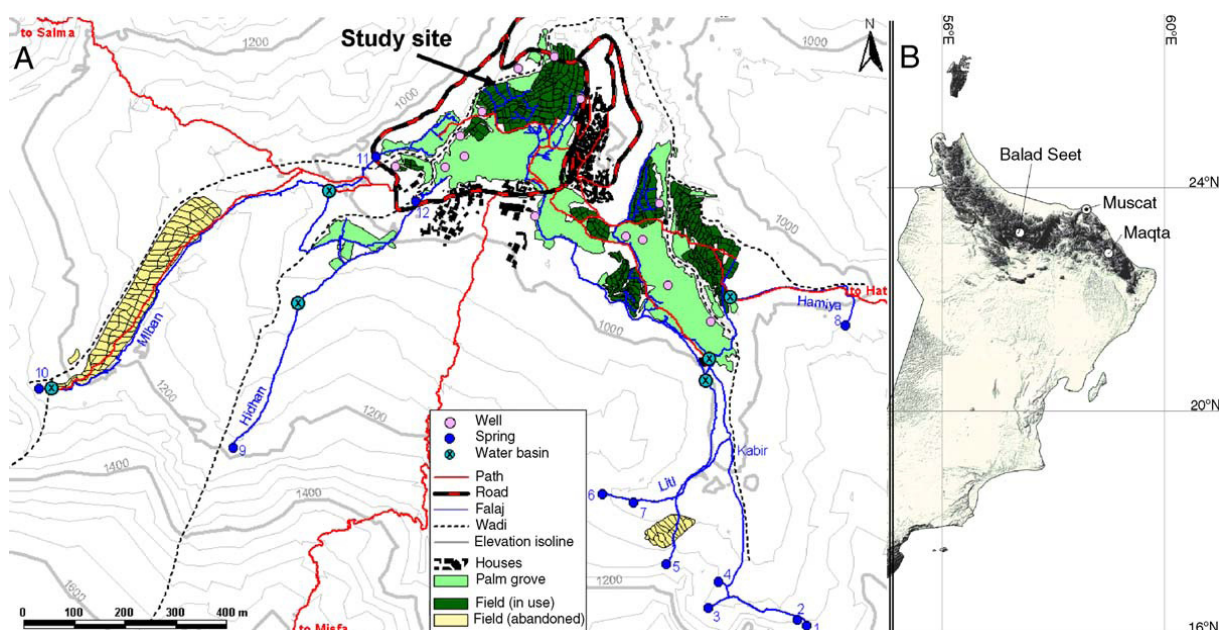 to Salma
A
Study site
N
B
1200
1000
1000
1000
1000
1200
1200
1400
1400
1200
1600
11
12
10
9
8
6
7
5
4
3
2
1
Miban
Hidhan
Hamiya
to Hat
Kabir
Liti
to Misfa
Well
Spring
Water basin
Path
Road
Falaj
Wadi
Elevation isoline
Houses
Palm grove
Field (in use)
Field (abandoned)
0 100 200 300 400 m
56°E
60°E
Balad Seet
24°N
Muscat
Maqta
20°N
16°N